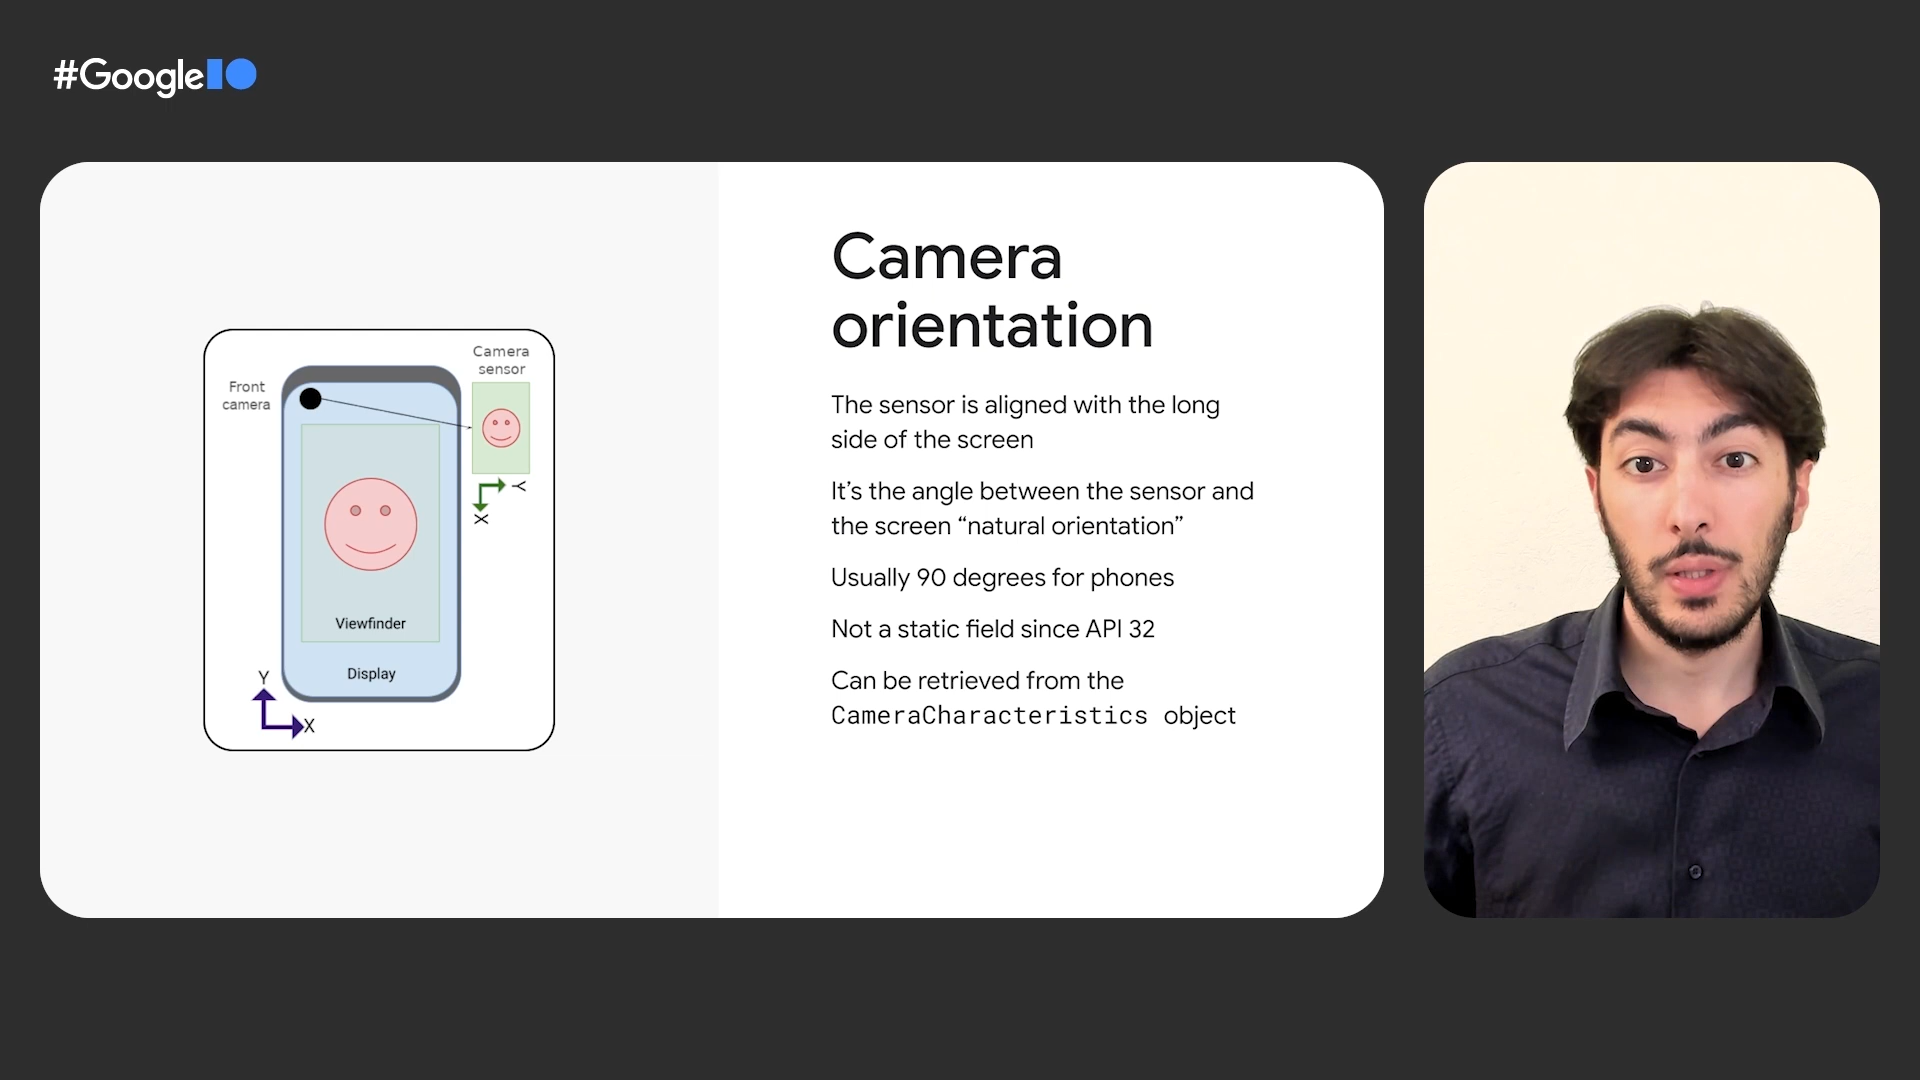 #GoogleIO
Camera
sensor
Front
camera
Y
X
Viewfinder
Display
Y
X
Camera
orientation
The sensor is aligned with the long
side of the screen
It’s the angle between the sensor and
the screen “natural orientation”
Usually 90 degrees for phones
Not a static field since API 32
Can be retrieved from the
CameraCharacteristics object